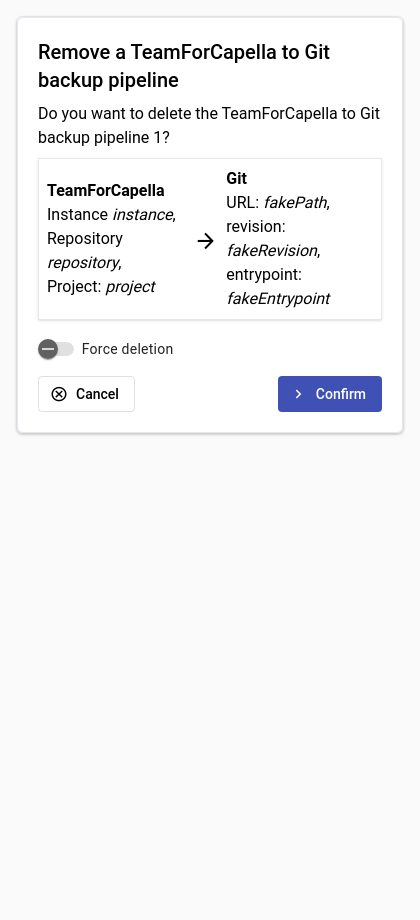 Remove a TeamForCapella to Git
backup pipeline
Do you want to delete the TeamForCapella to Git
backup pipeline 1?
TeamForCapella
Instance instance,
Repository
repository,
Project: project
Git
URL: fakePath,
revision:
fakeRevision,
entrypoint:
fakeEntrypoint
Force deletion
Cancel
Confirm